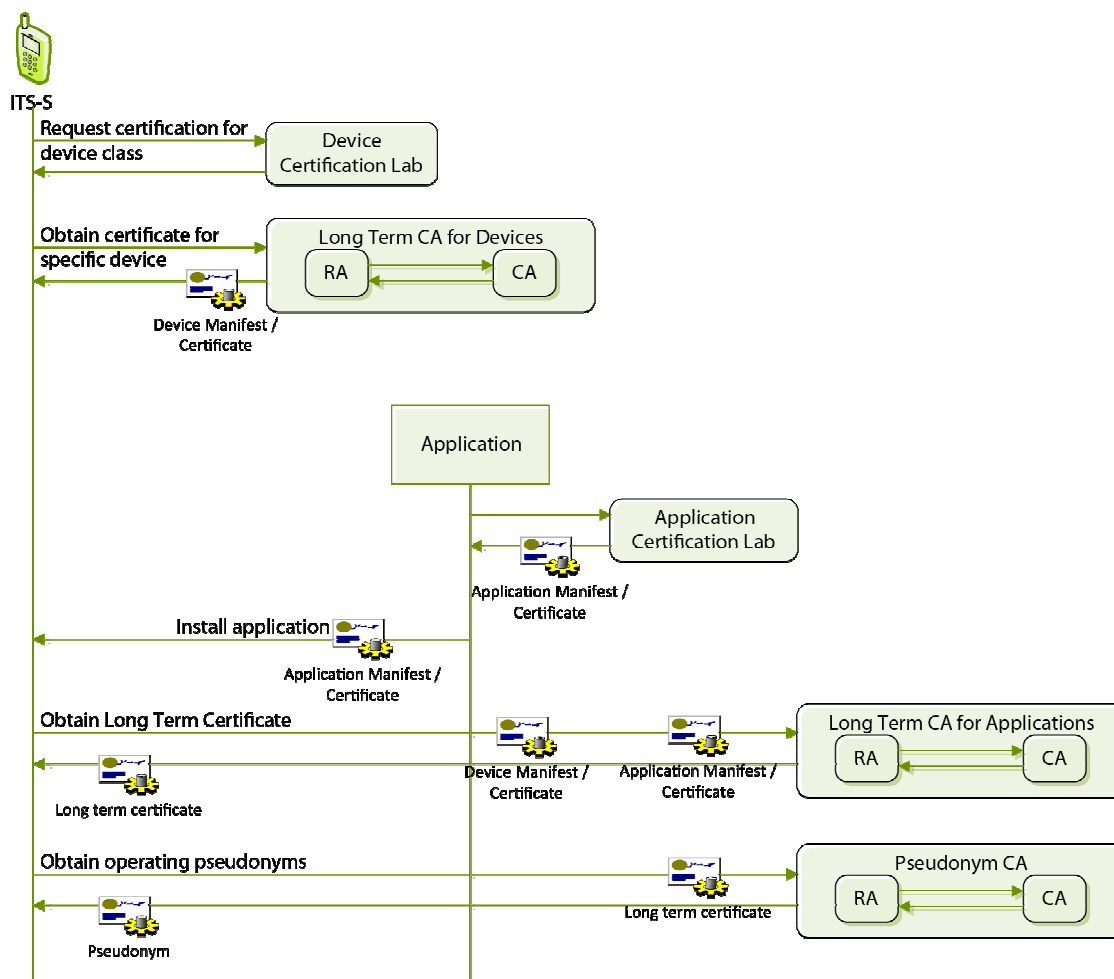 ITS-S
Request certification for
device class
Device
Certification Lab
Obtain certificate for
specific device
Long Term CA for Devices
RA
CA
Device Manifest /
Certificate
Application
Application
Certification Lab
Application Manifest /
Certificate
Install application
Application Manifest /
Certificate
Obtain Long Term Certificate
Device Manifest /
Certificate
Application Manifest /
Certificate
Long Term CA for Applications
RA
CA
Long term certificate
Obtain operating pseudonyms
Long term certificate
Pseudonym CA
RA
CA
Pseudonym